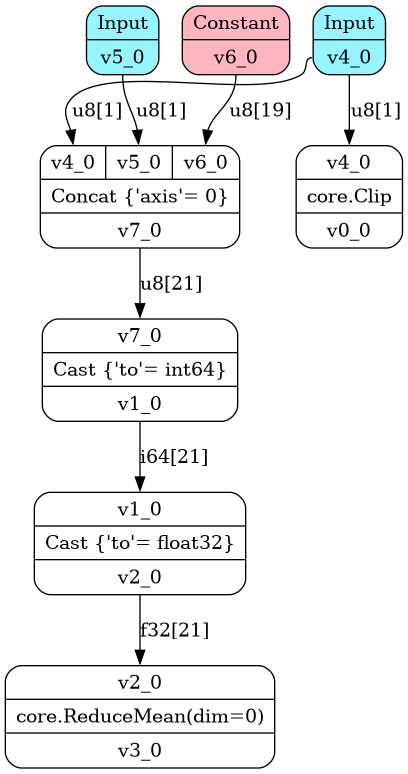 Input
v5_0
Constant
v6_0
Input
v4_0
u8[1]
u8[1]
u8[19]
u8[1]
v4_0 v5_0 v6_0
Concat {'axis'= 0}
v7_0
v4_0
core.Clip
v0_0
u8[21]
v7_0
Cast {'to'= int64}
v1_0
i64[21]
v1_0
Cast {'to'= float32}
v2_0
f32[21]
v2_0
core.ReduceMean(dim=0)
v3_0